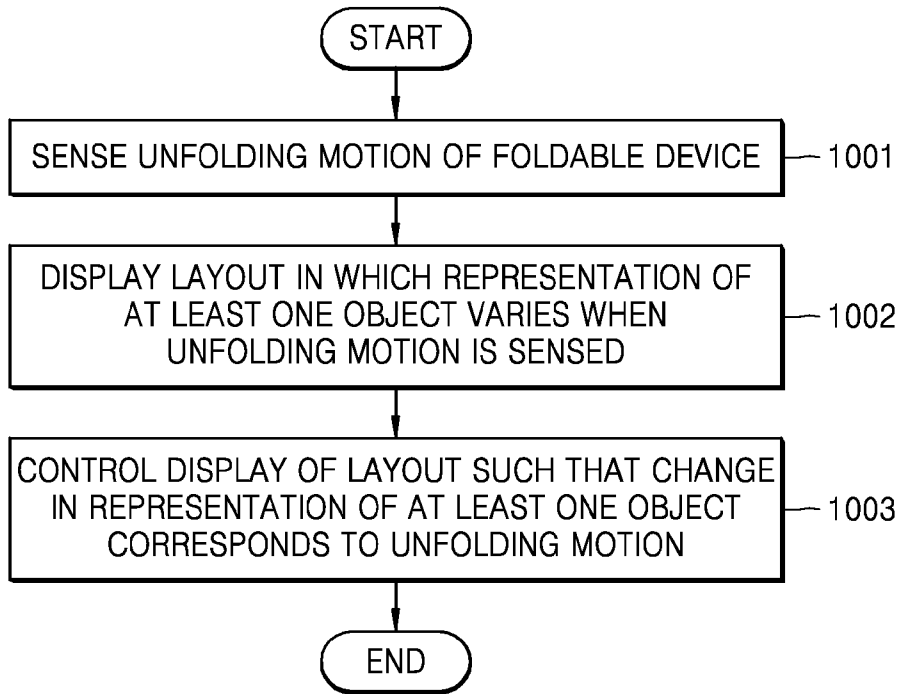 START
SENSE UNFOLDING MOTION OF FOLDABLE DEVICE
1001
DISPLAY LAYOUT IN WHICH REPRESENTATION OF
AT LEAST ONE OBJECT VARIES WHEN
UNFOLDING MOTION IS SENSED
1002
CONTROL DISPLAY OF LAYOUT SUCH THAT CHANGE
IN REPRESENTATION OF AT LEAST ONE OBJECT
CORRESPONDS TO UNFOLDING MOTION
1003
END